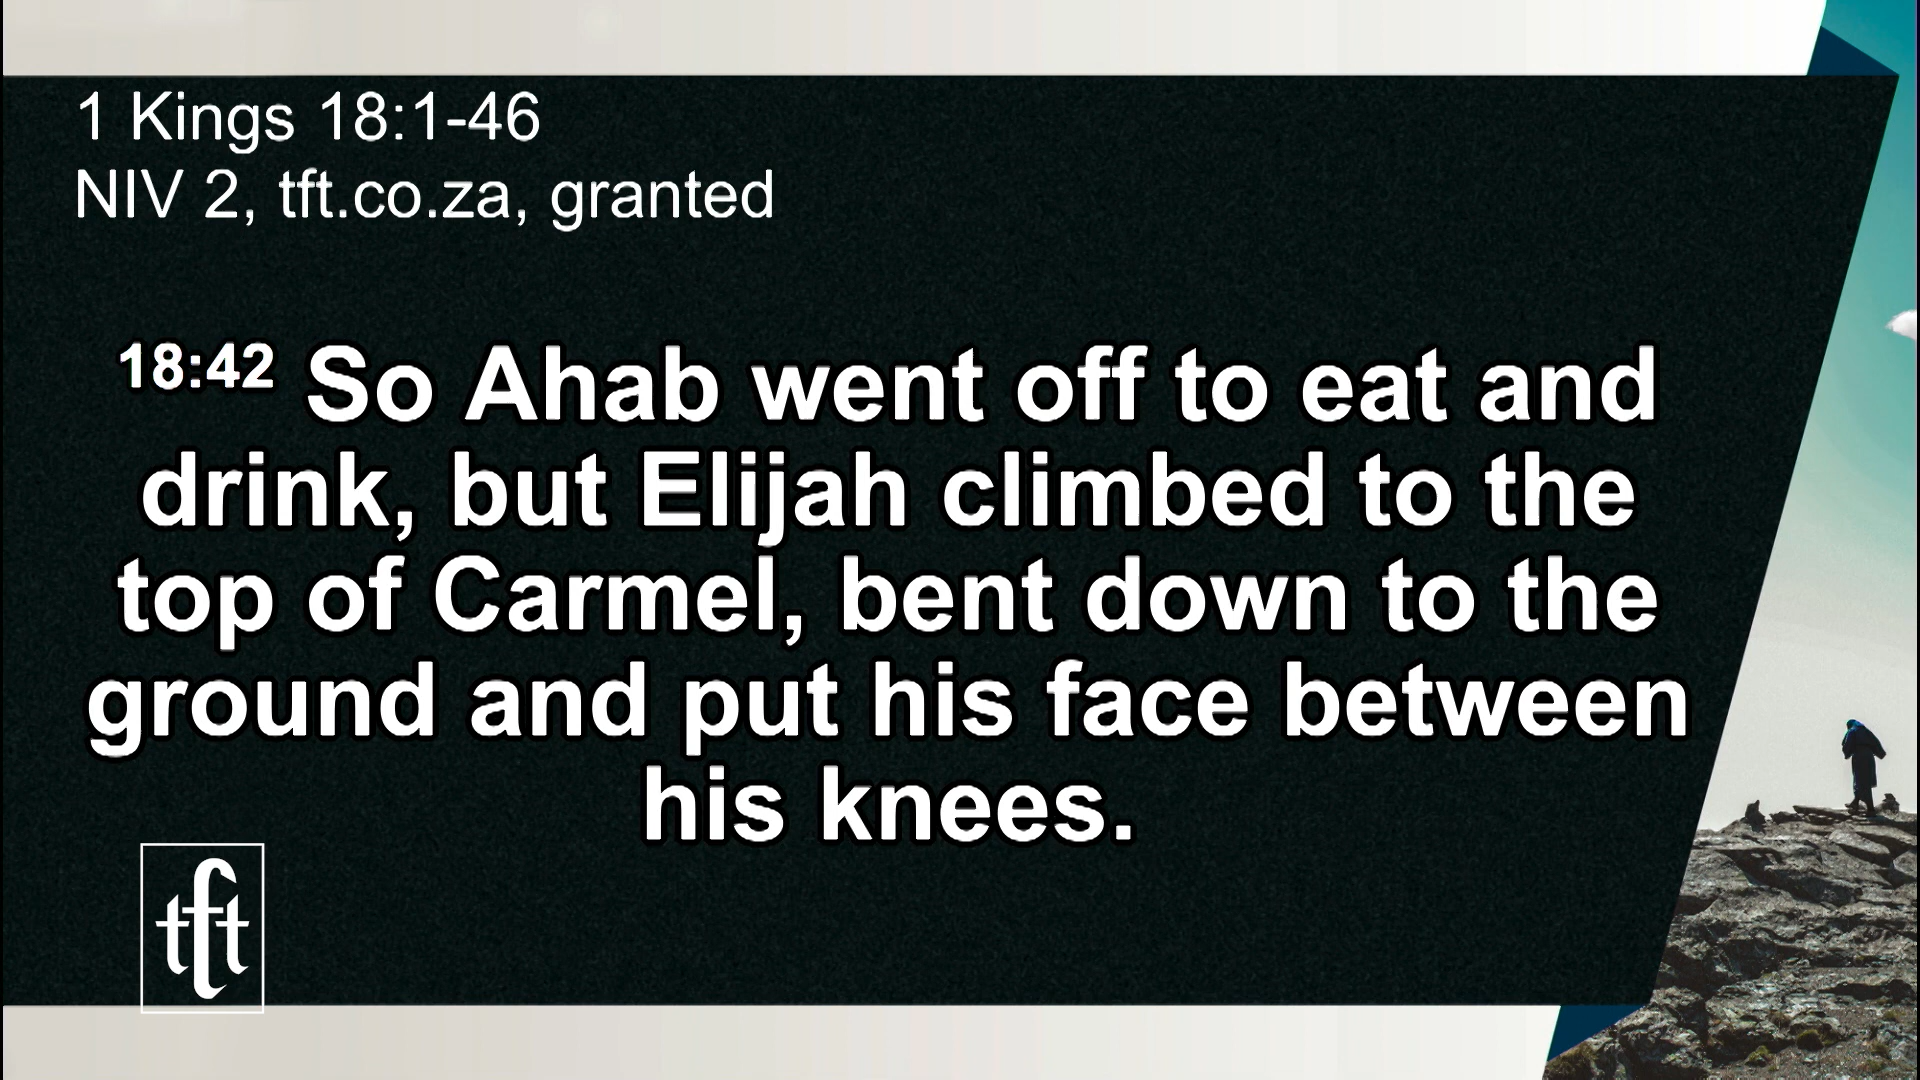 1 Kings 18:1-46
NIV 2, tft.co.za, granted
18:42 So Ahab went off to eat and
drink, but Elijah climbed to the
top of Carmel, bent down to the
ground and put his face between
his knees.
tft